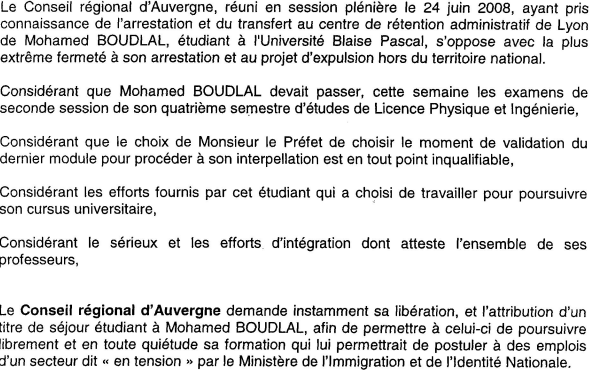 Le Conseil régional d'Auvergne, réuni en session plénière le 24 juin 2008, ayant pris
connaissance de l'arrestation et du transfert au centre de rétention administratif de Lyon
de Mohamed BOUDLAL, étudiant à l'Université Blaise Pascal, s'oppose avec la plus
extrême fermeté à son arrestation et au projet d'expulsion hors du territoire national.
Considérant que Mohamed BOUDLAL devait passer, cette semaine les examens de
seconde session de son quatrième semestre d'études de Licence Physique et Ingénierie,
Considérant que le choix de Monsieur le Préfet de choisir le moment de validation du
dernier module pour procéder à son interpellation est en tout point inqualifiable,
Considérant les efforts fournis par cet étudiant qui a choisi de travailler pour poursuivre
son cursus universitaire,
Considérant le sérieux et les efforts d'intégration dont atteste l'ensemble de ses
professeurs,
Le Conseil régional d'Auvergne demande instamment sa libération, et l'attribution d'un
titre de séjour étudiant à Mohamed BOUDLAL, afin de permettre à celui-ci de poursuivre
librement et en toute quiétude sa formation qui lui permettrait de postuler à des emplois
d'un secteur dit « en tension » par le Ministère de l'Immigration et de l'Identité Nationale.